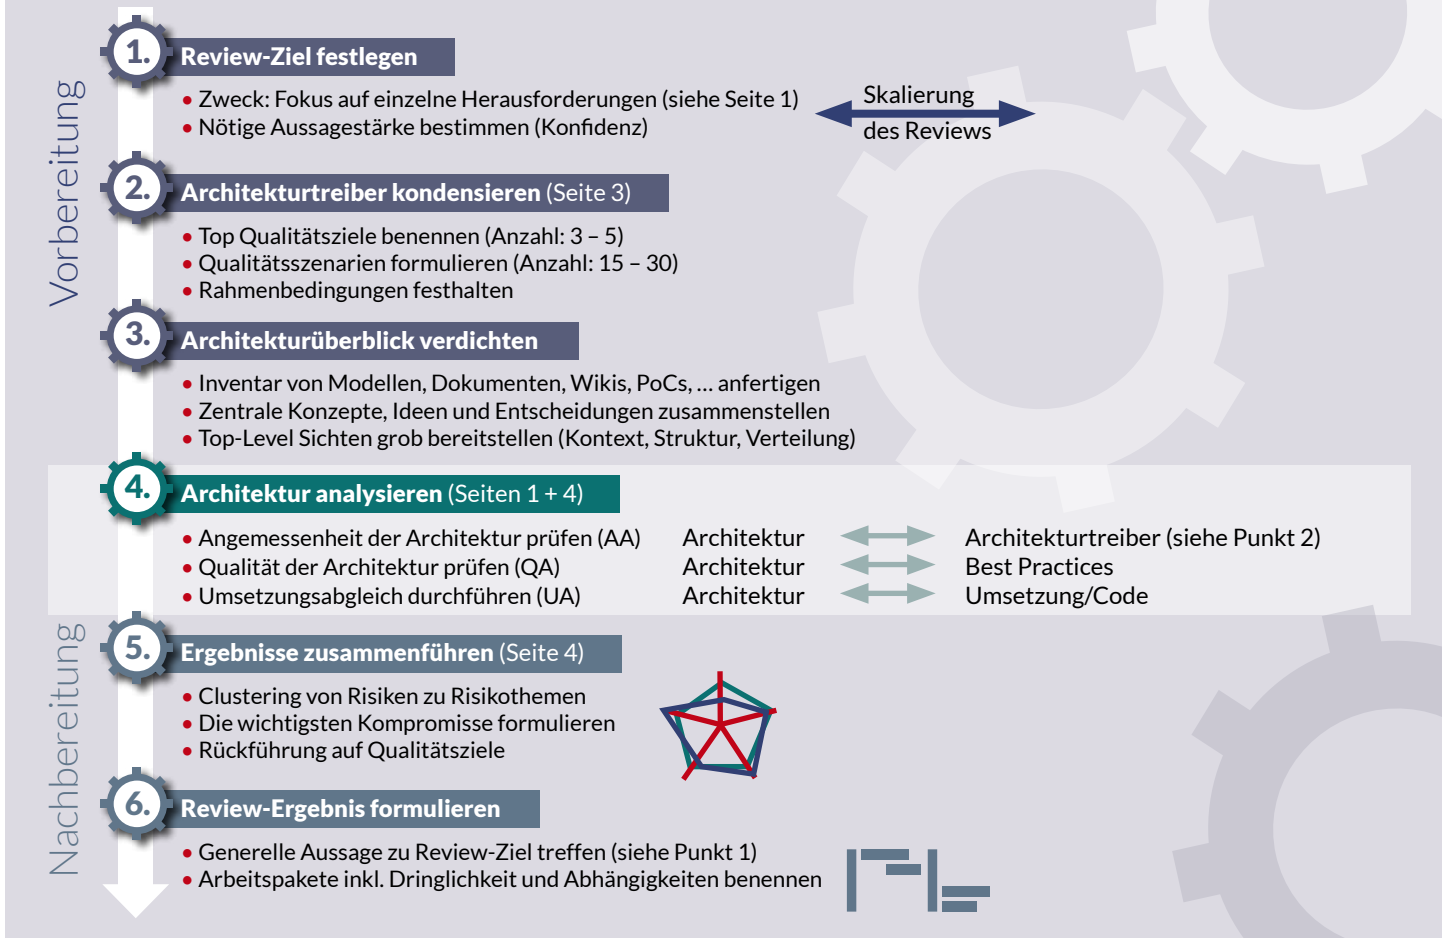 Vorbereitung
1.
Review-Ziel festlegen
• Zweck: Fokus auf einzelne Herausforderungen (siehe Seite 1)
• Nötige Aussagestärke bestimmen (Konfidenz)
Skalierung
des Reviews
2.
Architekturtreiber kondensieren (Seite 3)
• Top Qualitätsziele benennen (Anzahl: 3 – 5)
• Qualitätsszenarien formulieren (Anzahl: 15 – 30)
• Rahmenbedingungen festhalten
3.
Architekturüberblick verdichten
• Inventar von Modellen, Dokumenten, Wikis, PoCs, ... anfertigen
• Zentrale Konzepte, Ideen und Entscheidungen zusammenstellen
• Top-Level Sichten grob bereitstellen (Kontext, Struktur, Verteilung)
4.
Architektur analysieren (Seiten 1 + 4)
• Angemessenheit der Architektur prüfen (AA) Architektur Architekturtreiber (siehe Punkt 2)
• Qualität der Architektur prüfen (QA) Architektur Best Practices
• Umsetzungsabgleich durchführen (UA) Architektur Umsetzung/Code
Nachbereitung
5.
Ergebnisse zusammenführen (Seite 4)
• Clustering von Risiken zu Risikothemen
• Die wichtigsten Kompromisse formulieren
• Rückführung auf Qualitätsziele
6.
Review-Ergebnis formulieren
• Generelle Aussage zu Review-Ziel treffen (siehe Punkt 1)
• Arbeitspakete inkl. Dringlichkeit und Abhängigkeiten benennen